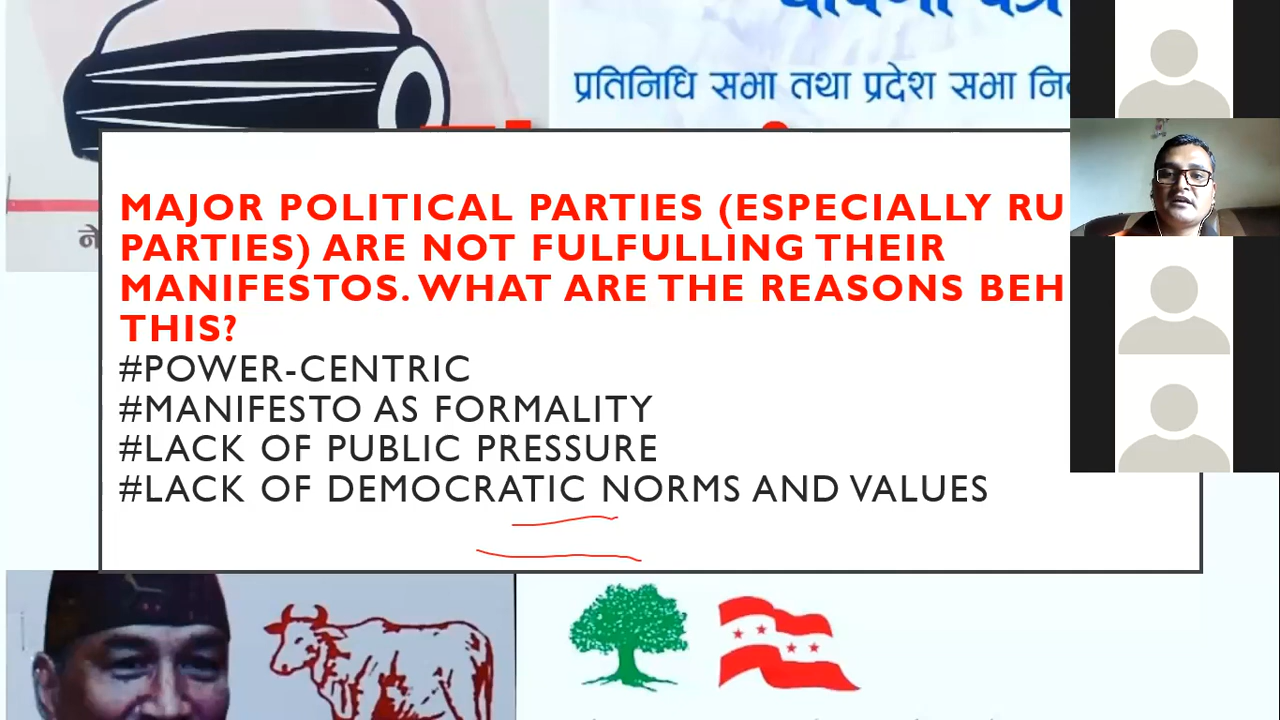 प्रतिनिधि सभा तथा प्रदेश सभा
MAJOR POLITICAL PARTIES (ESPECIALLY RU
PARTIES) ARE NOT FULFULLING THEIR
MANIFESTOS. WHAT ARE THE REASONS BEH
THIS?
#POWER-CENTRIC
#MANIFESTO AS FORMALITY
#LACK OF PUBLIC PRESSURE
#LACK OF DEMOCRATIC NORMS AND VALUES